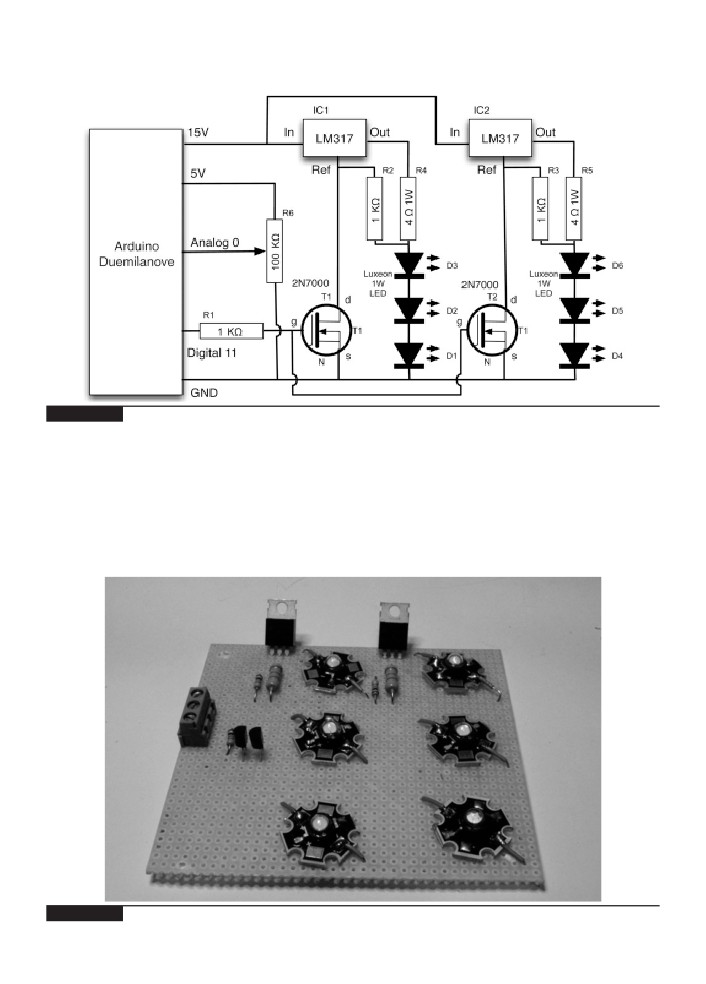 IC1
IC2
15V
In
LM317
Out
In
LM317
Out
5V
Ref
R2
R4
Ref
R3
R5
R6
1 KΩ
4 Ω 1W
1 KΩ
4 Ω 1W
Arduino
Duemilanove
Analog 0
100 KΩ
D3
D6
Luxeon
1W
LED
Luxeon
1W
LED
2N7000
T1
d
2N7000
T2
d
R1
D2
D5
g
T1
g
T1
1 KΩ
Digital 11
N
s
D1
N
s
D4
GND